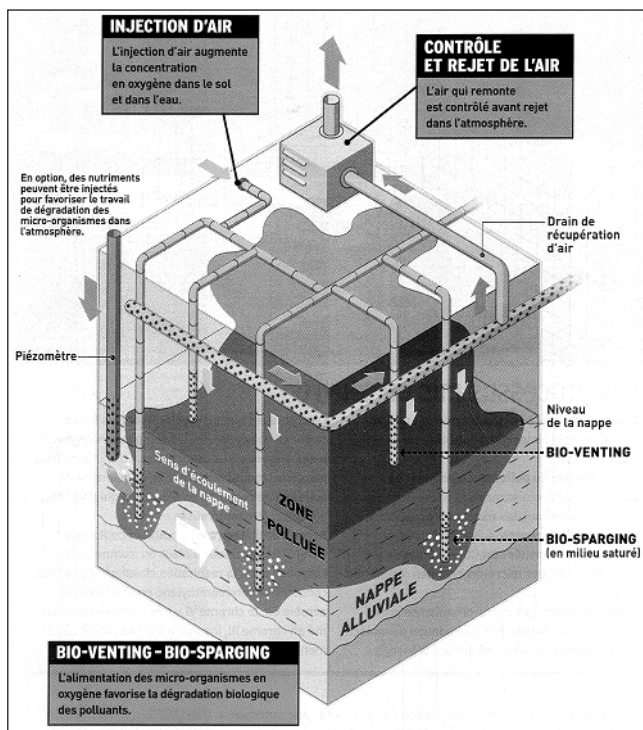 INJECTION D'AIR
L'injection d'air augmente
la concentration
en oxygène dans le sol
et dans l'eau.
CONTRÔLE
ET REJET DE L'AIR
L'air qui remonte
est contrôlé avant rejet
dans l'atmosphère.
En option, des nutriments
peuvent être injectés
pour favoriser le travail
de dégradation des
micro-organismes dans
l'atmosphère.
Drain de
récupération
d'air
Piézomètre
Niveau
de la nappe
BIO-VENTING
Sens d'écoulement
de la nappe
ZONE
POLLUÉE
BIO-SPARGING
(en milieu saturé)
NAPPE
ALLUVIALE
BIO-VENTING – BIO-SPARGING
L'alimentation des micro-organismes en
oxygène favorise la dégradation biologique
des polluants.